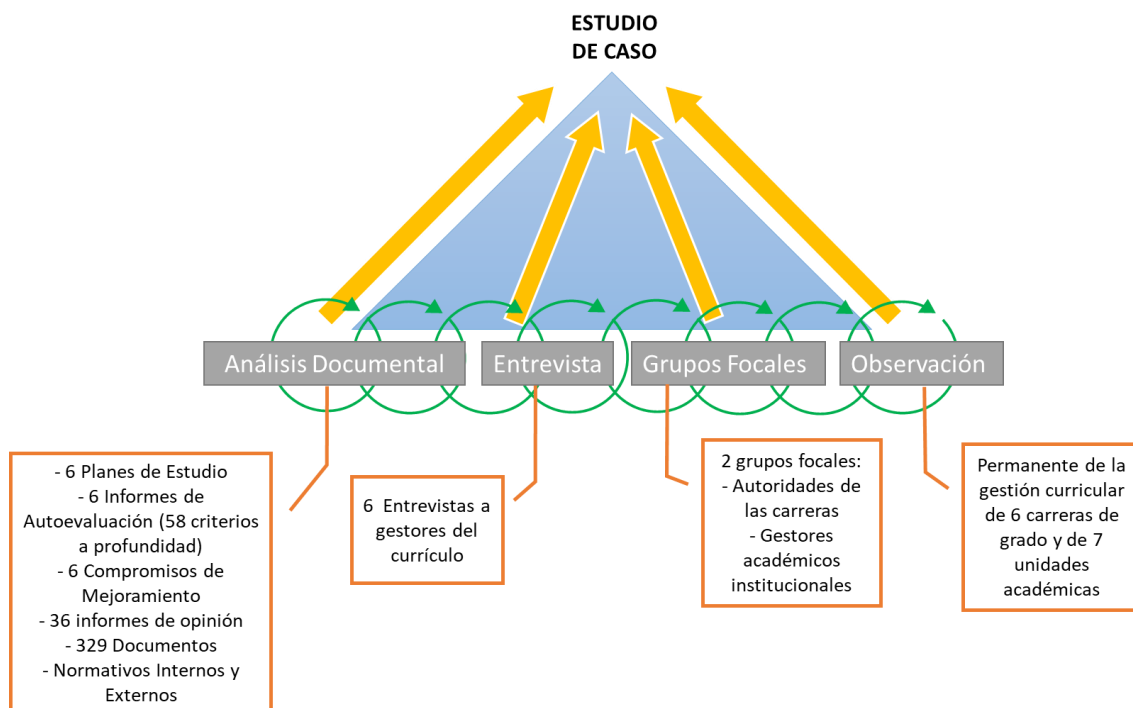 ESTUDIO
DE CASO
Análisis Documental
Entrevista
Grupos Focales
Observación
- 6 Planes de Estudio
- 6 Informes de
Autoevaluación (58 criterios
a profundidad)
- 6 Compromisos de
Mejoramiento
- 36 informes de opinión
- 329 Documentos
- Normativos Internos y
Externos
6 Entrevistas a
gestores del
currículo
2 grupos focales:
- Autoridades de
las carreras
- Gestores
académicos
institucionales
Permanente de la
gestión curricular
de 6 carreras de
grado y de 7
unidades
académicas